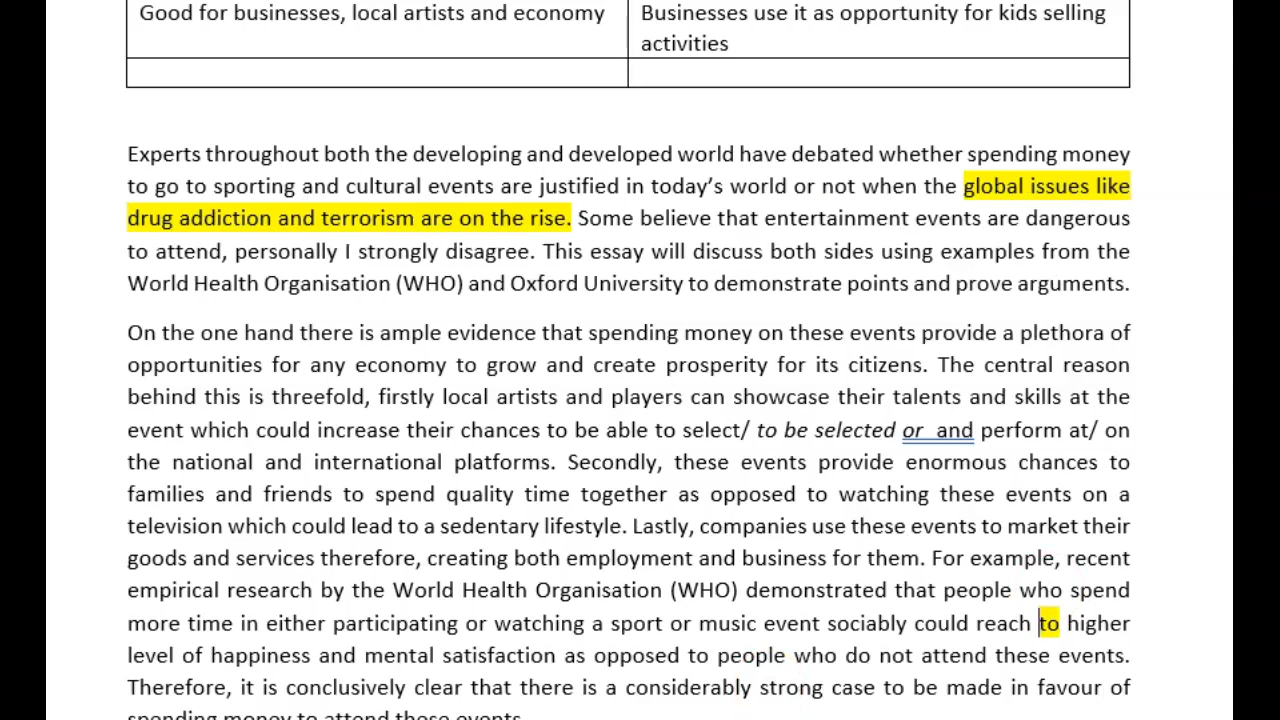 Good for businesses, local artists and economy
Businesses use it as opportunity for kids selling
activities
Experts throughout both the developing and developed world have debated whether spending money
to go to sporting and cultural events are justified in today’s world or not when the global issues like
drug addiction and terrorism are on the rise. Some believe that entertainment events are dangerous
to attend, personally I strongly disagree. This essay will discuss both sides using examples from the
World Health Organisation (WHO) and Oxford University to demonstrate points and prove arguments.
On the one hand there is ample evidence that spending money on these events provide a plethora of
opportunities for any economy to grow and create prosperity for its citizens. The central reason
behind this is threefold, firstly local artists and players can showcase their talents and skills at the
event which could increase their chances to be able to select/ to be selected or  and perform at/ on
the national and international platforms. Secondly, these events provide enormous chances to
families and friends to spend quality time together as opposed to watching these events on a
television which could lead to a sedentary lifestyle. Lastly, companies use these events to market their
goods and services therefore, creating both employment and business for them. For example, recent
empirical research by the World Health Organisation (WHO) demonstrated that people who spend
more time in either participating or watching a sport or music event sociably could reach to higher
level of happiness and mental satisfaction as opposed to people who do not attend these events.
Therefore, it is conclusively clear that there is a considerably strong case to be made in favour of
spending money to attend these events.